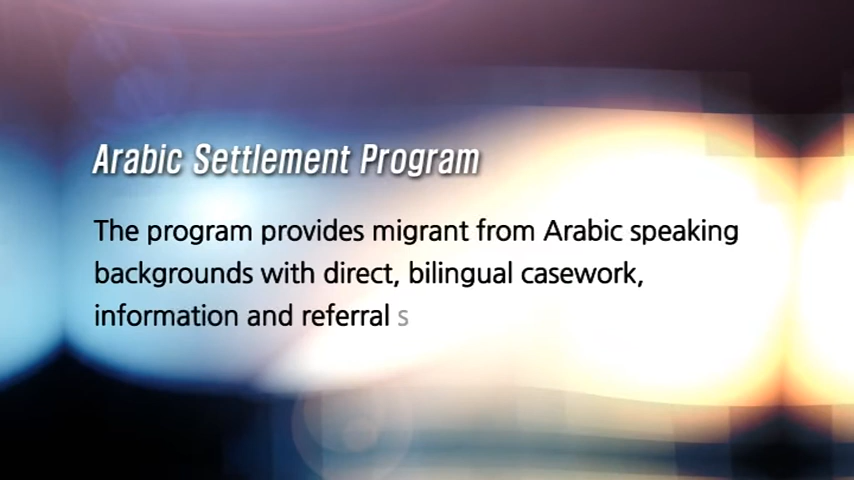 Arabic Settlement Program
The program provides migrant from Arabic speaking
backgrounds with direct, bilingual casework,
information and referral s